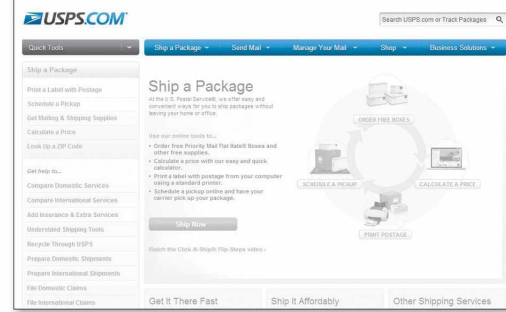 USPS.COM®
Search USPS.com or Track Packages
Quick Tools
Ship a Package
Send Mail
Manage Your Mail
Shop
Business Solutions
Ship a Package
Print a Label with Postage
Schedule a Pickup
Get Mailing & Shipping Supplies
Calculate a Price
Look Up a ZIP Code
Get help to...
Compare Domestic Services
Compare International Services
Add Insurance & Extra Services
Understand Shipping Tools
Recycle Through USPS
Prepare Domestic Shipments
Prepare International Shipments
File Domestic Claims
File International Claims
Ship a Package
At the U.S. Postal Service®, we offer easy and
convenient ways for you to ship packages without
leaving your home or office.
Use our online tools to...
• Order free Priority Mail Flat Rate® Boxes and
other free supplies.
• Calculate a price with our easy and quick
calculator.
• Print a label with postage from your computer
using a standard printer.
• Schedule a pickup online and have your
carrier pick up your package.
Ship Now
Watch the Click-N-Ship® Flip-Steps video ›
ORDER FREE BOXES
CALCULATE A PRICE
PRINT POSTAGE
SCHEDULE A PICKUP
Get It There Fast
Ship It Affordably
Other Shipping Services